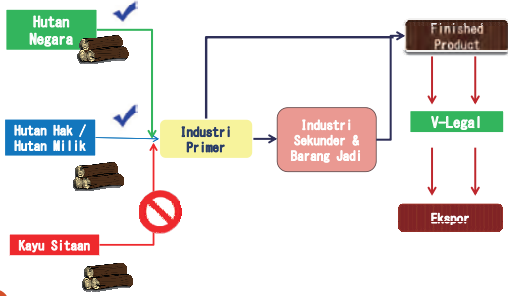 Hutan
Negara
Hutan Hak /
Hutan Milik
Kayu Sitaan
Industri
Primer
Industri
Sekunder &
Barang Jadi
Finished
Product
V-Legal
Ekspor